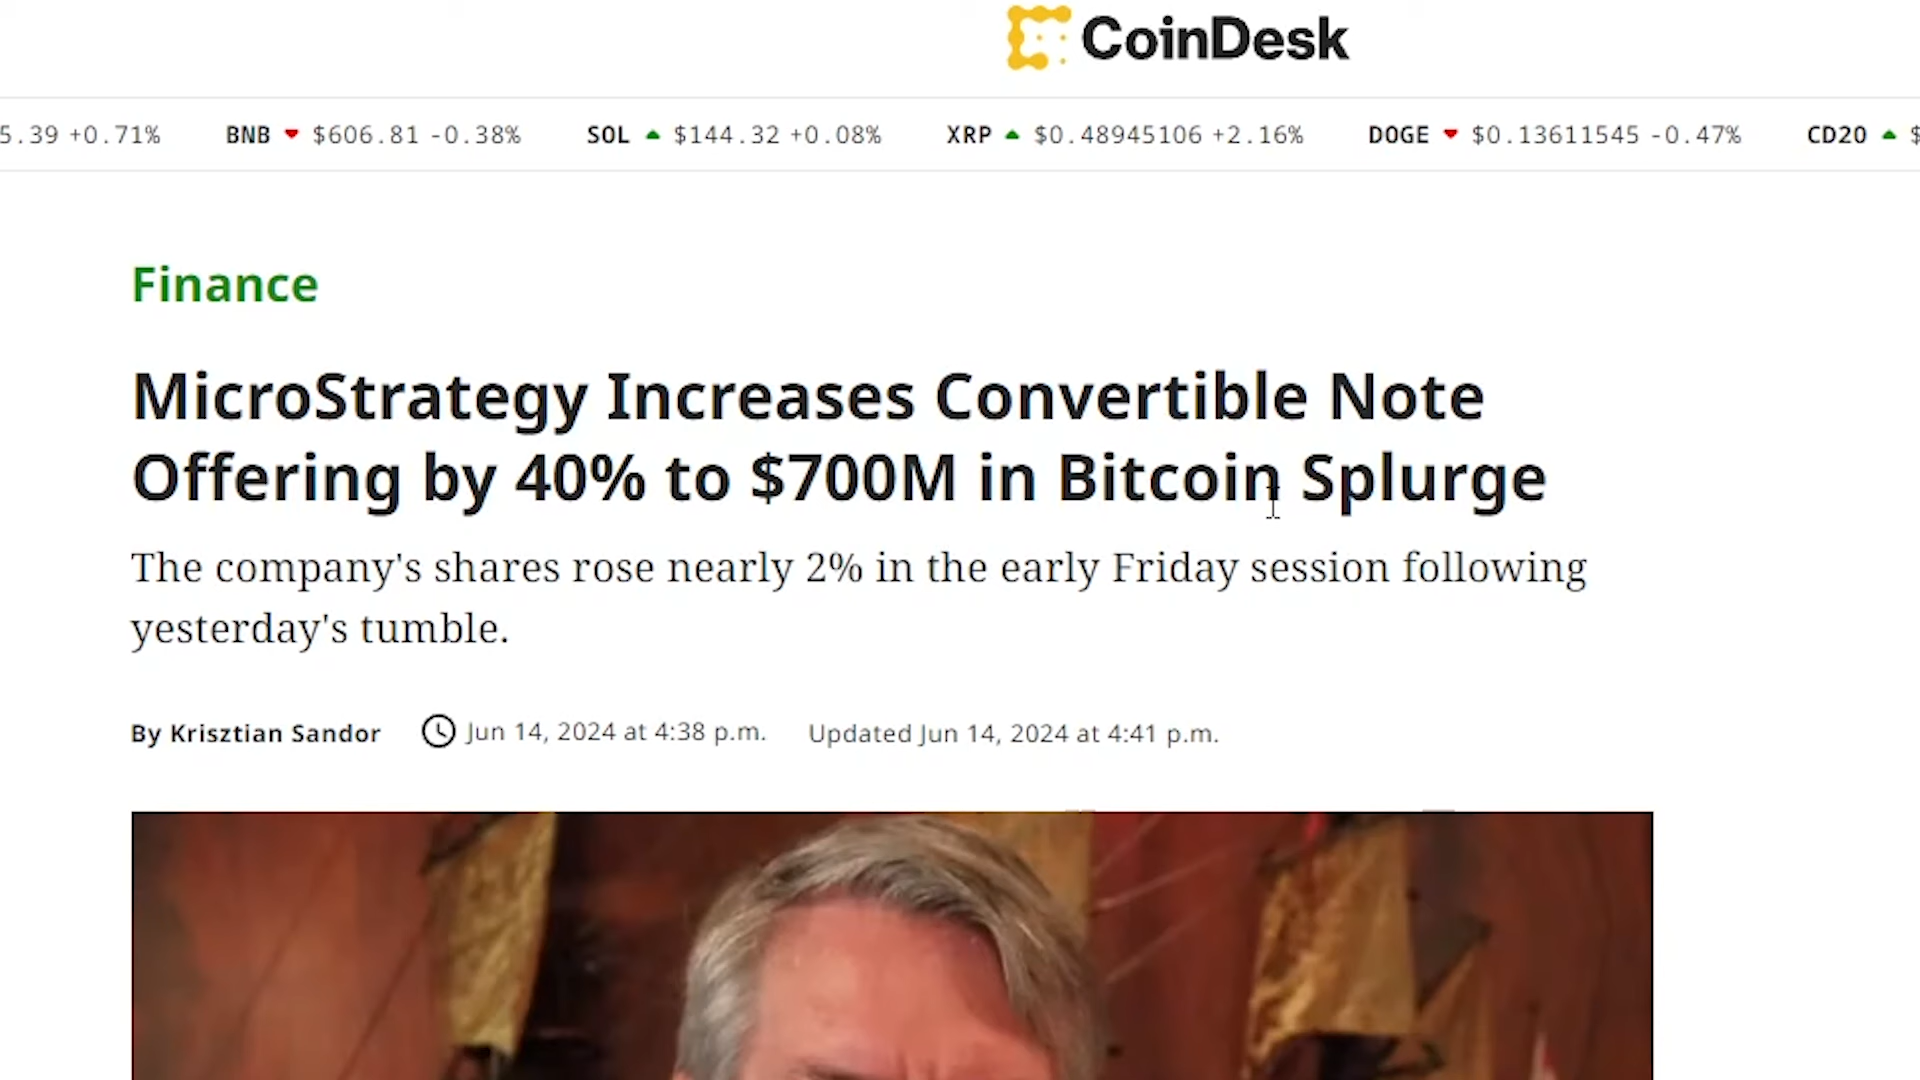 CoinDesk
5.39 +0.71% BNB $606.81 -0.38% SOL $144.32 +0.08% XRP $0.48945106 +2.16% DOGE $0.13611545 -0.47% CD20 $
Finance
MicroStrategy Increases Convertible Note
Offering by 40% to $700M in Bitcoin Splurge
The company's shares rose nearly 2% in the early Friday session following
yesterday's tumble.
By Krisztian Sandor Jun 14, 2024 at 4:38 p.m. Updated Jun 14, 2024 at 4:41 p.m.